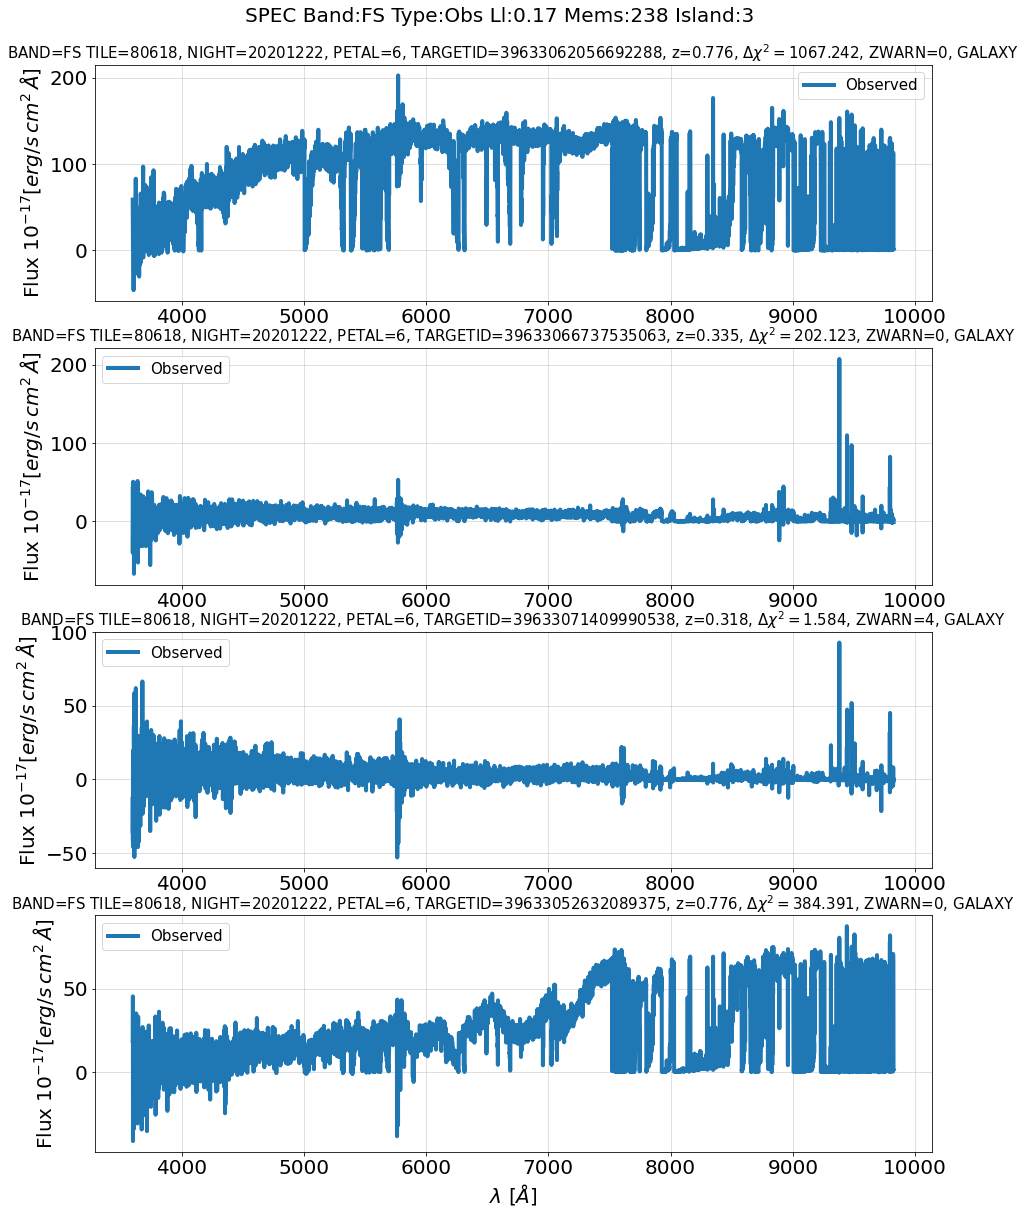 SPEC Band:FS Type:Obs Ll:0.17 Mems:238 Island:3
BAND=FS TILE=80618, NIGHT=20201222, PETAL=6, TARGETID=39633062056692288, z=0.776, Δχ² = 1067.242, ZWARN=0, GALAXY
Flux 10⁻¹⁷[erg/s cm² Å]
200
100
0
Observed
4000 5000 6000 7000 8000 9000 10000
BAND=FS TILE=80618, NIGHT=20201222, PETAL=6, TARGETID=39633066737535063, z=0.335, Δχ² = 202.123, ZWARN=0, GALAXY
Flux 10⁻¹⁷[erg/s cm² Å]
200
100
0
Observed
4000 5000 6000 7000 8000 9000 10000
BAND=FS TILE=80618, NIGHT=20201222, PETAL=6, TARGETID=39633071409990538, z=0.318, Δχ² = 1.584, ZWARN=4, GALAXY
Flux 10⁻¹⁷[erg/s cm² Å]
100
50
0
−50
Observed
4000 5000 6000 7000 8000 9000 10000
BAND=FS TILE=80618, NIGHT=20201222, PETAL=6, TARGETID=39633052632089375, z=0.776, Δχ² = 384.391, ZWARN=0, GALAXY
Flux 10⁻¹⁷[erg/s cm² Å]
50
0
Observed
4000 5000 6000 7000 8000 9000 10000
λ [Å]